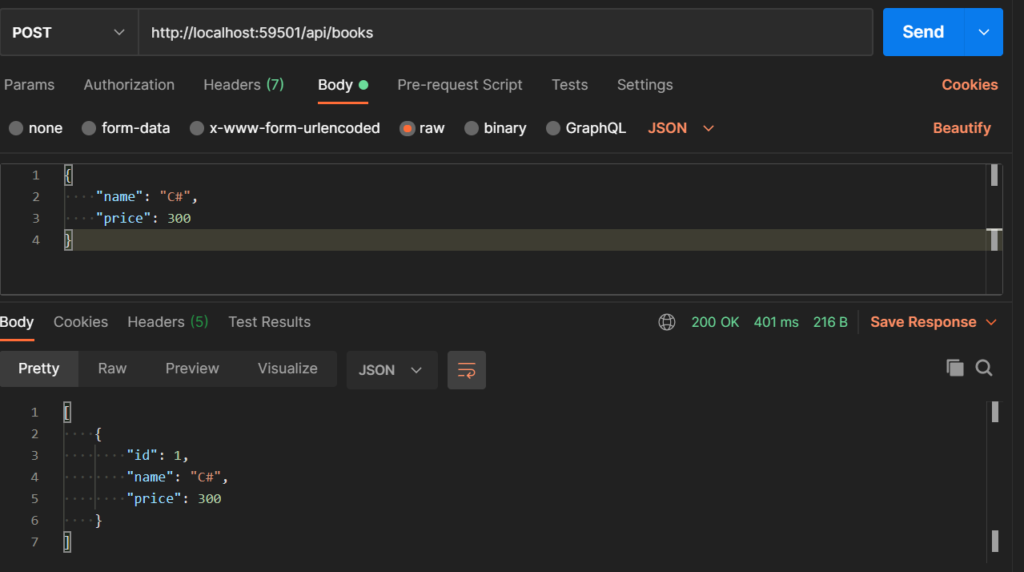 POST http://localhost:59501/api/books Send
Params Authorization Headers (7) Body Pre-request Script Tests Settings Cookies
none form-data x-www-form-urlencoded raw binary GraphQL JSON Beautify
1 {
2 "name": "C#",
3 "price": 300
4 }
Body Cookies Headers (5) Test Results 200 OK 401 ms 216 B Save Response
Pretty Raw Preview Visualize JSON
1 [
2 {
3 "id": 1,
4 "name": "C#",
5 "price": 300
6 }
7 ]